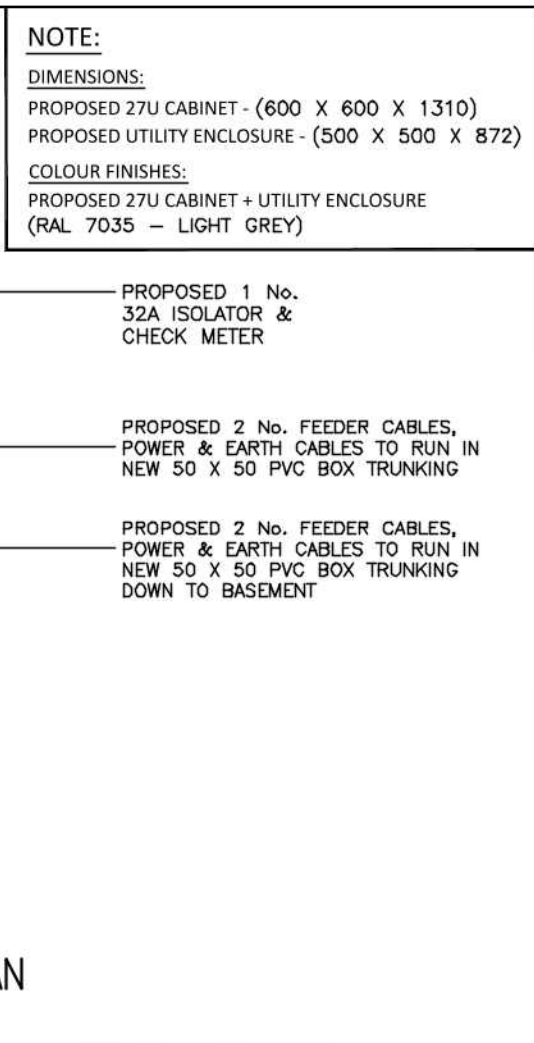 NOTE:
DIMENSIONS:
PROPOSED 27U CABINET - (600 X 600 X 1310)
PROPOSED UTILITY ENCLOSURE - (500 X 500 X 872)
COLOUR FINISHES:
PROPOSED 27U CABINET + UTILITY ENCLOSURE
(RAL 7035 – LIGHT GREY)
PROPOSED 1 No.
32A ISOLATOR &
CHECK METER
PROPOSED 2 No. FEEDER CABLES,
POWER & EARTH CABLES TO RUN IN
NEW 50 X 50 PVC BOX TRUNKING
PROPOSED 2 No. FEEDER CABLES,
POWER & EARTH CABLES TO RUN IN
NEW 50 X 50 PVC BOX TRUNKING
DOWN TO BASEMENT
AN